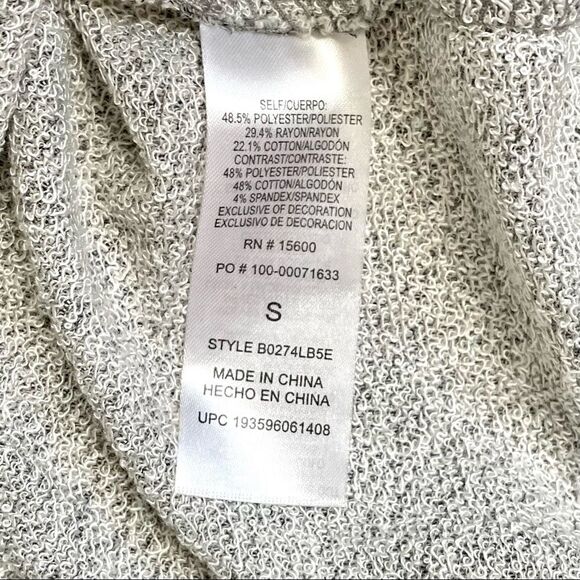 SELF/CUERPO:
48.5% POLYESTER/POLIESTER
29.4% RAYON/RAYON
22.1% COTTON/ALGODÓN
CONTRAST/CONTRASTE:
48% POLYESTER/POLIESTER
48% COTTON/ALGODÓN
4% SPANDEX/SPANDEX
EXCLUSIVE OF DECORATION
EXCLUSIVO DE DECORACION
RN # 15600
PO # 100-00071633
S
STYLE B0274LB5E
MADE IN CHINA
HECHO EN CHINA
UPC 193596061408